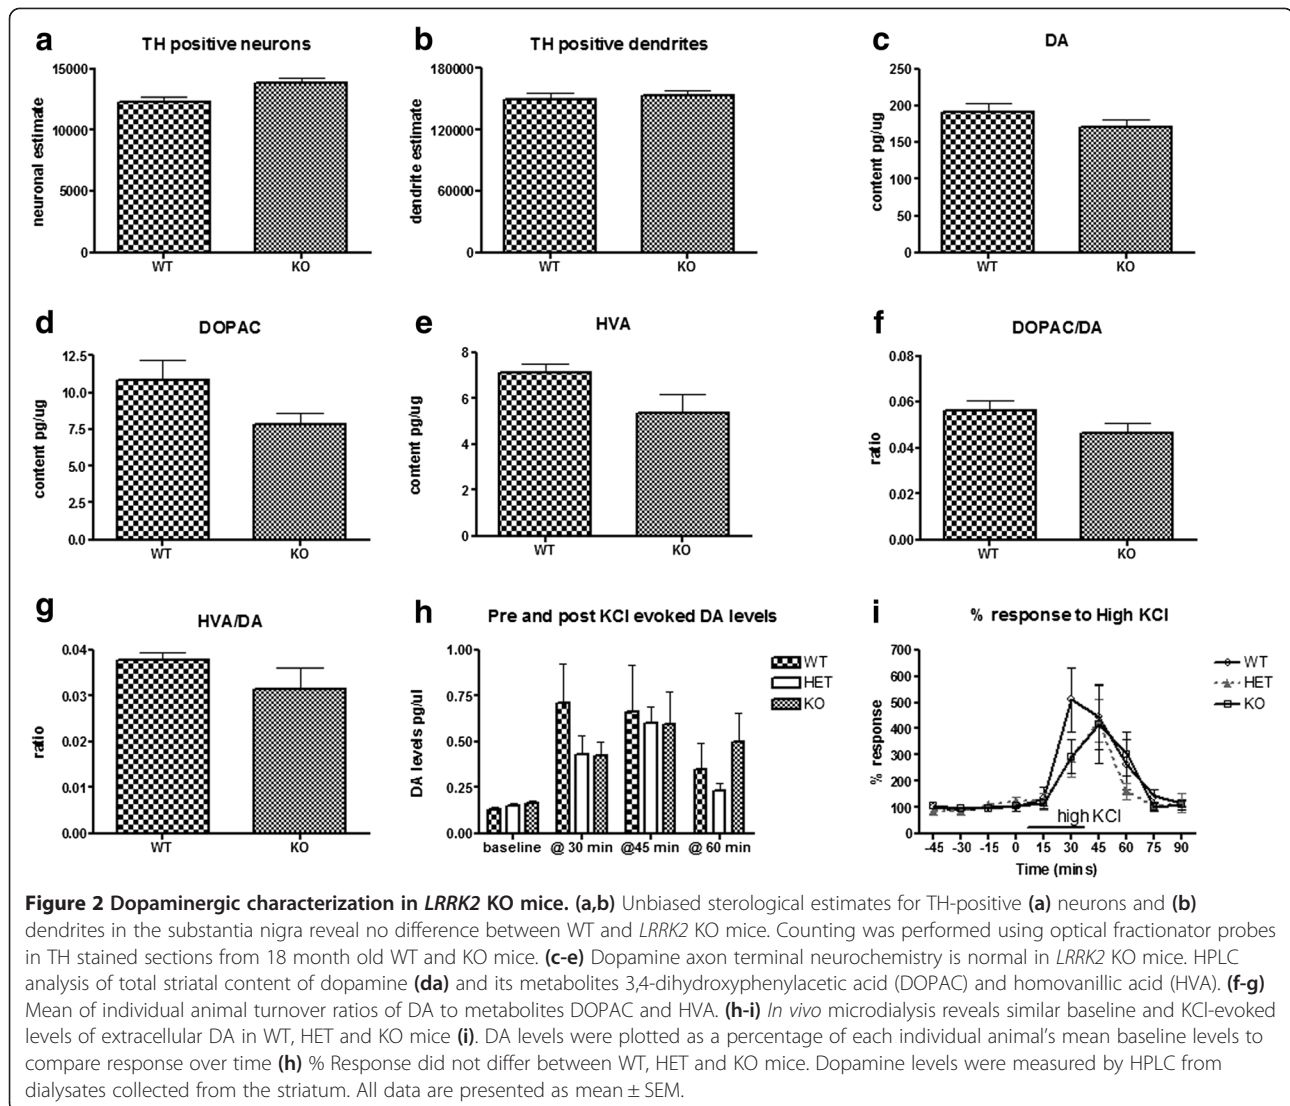 a
TH positive neurons
15000
10000
5000
0
neuronal estimate
WT
KO
b
TH positive dendrites
180000
120000
60000
0
dendrite estimate
WT
KO
c
DA
250
200
150
100
50
0
content pg/ug
WT
KO
d
DOPAC
12.5
10.0
7.5
5.0
2.5
0.0
content pg/ug
WT
KO
e
HVA
8
6
4
2
0
content pg/ug
WT
KO
f
DOPAC/DA
0.08
0.06
0.04
0.02
0.00
ratio
WT
KO
g
HVA/DA
0.04
0.03
0.02
0.01
0.00
ratio
WT
KO
h
Pre and post KCl evoked DA levels
1.00
0.75
0.50
0.25
0.00
DA levels pg/ul
baseline
@ 30 min
@45 min
@ 60 min
WT
HET
KO
i
% response to High KCl
700
600
500
400
300
200
100
0
% response
high KCl
-45 -30 -15 0 15 30 45 60 75 90
Time (mins)
WT
HET
KO
Figure 2 Dopaminergic characterization in LRRK2 KO mice. (a,b) Unbiased sterological estimates for TH-positive (a) neurons and (b)
dendrites in the substantia nigra reveal no difference between WT and LRRK2 KO mice. Counting was performed using optical fractionator probes
in TH stained sections from 18 month old WT and KO mice. (c-e) Dopamine axon terminal neurochemistry is normal in LRRK2 KO mice. HPLC
analysis of total striatal content of dopamine (da) and its metabolites 3,4-dihydroxyphenylacetic acid (DOPAC) and homovanillic acid (HVA). (f-g)
Mean of individual animal turnover ratios of DA to metabolites DOPAC and HVA. (h-i) In vivo microdialysis reveals similar baseline and KCl-evoked
levels of extracellular DA in WT, HET and KO mice (i). DA levels were plotted as a percentage of each individual animal's mean baseline levels to
compare response over time (h) % Response did not differ between WT, HET and KO mice. Dopamine levels were measured by HPLC from
dialysates collected from the striatum. All data are presented as mean ± SEM.